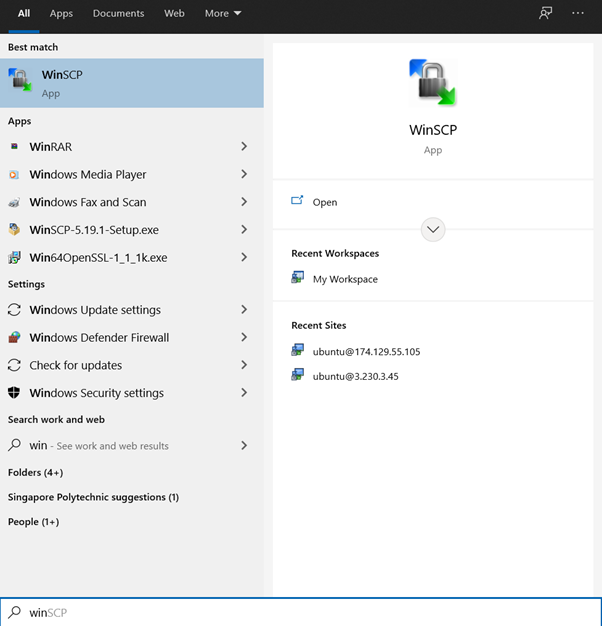 All Apps Documents Web More
Best match
WinSCP
App
Apps
WinRAR
Windows Media Player
Windows Fax and Scan
WinSCP-5.19.1-Setup.exe
Win64OpenSSL-1_1_1k.exe
Settings
Windows Update settings
Windows Defender Firewall
Check for updates
Windows Security settings
Search work and web
win - See work and web results
Folders (4+)
Singapore Polytechnic suggestions (1)
People (1+)
WinSCP
App
Open
Recent Workspaces
My Workspace
Recent Sites
ubuntu@174.129.55.105
ubuntu@3.230.3.45
winSCP